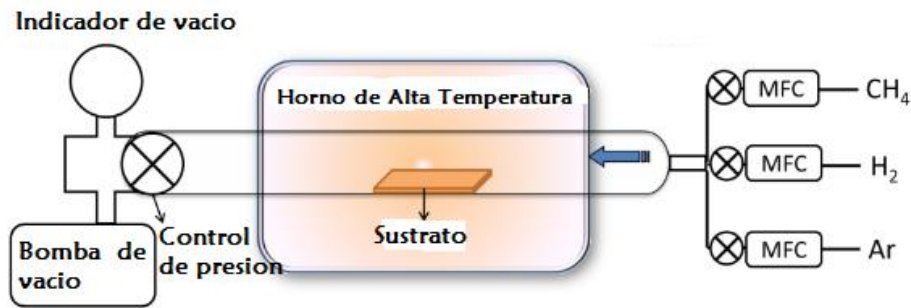 Indicador de vacio
Horno de Alta Temperatura
MFC
CH4
MFC
H2
MFC
Ar
Sustrato
Control
de presion
Bomba de
vacio